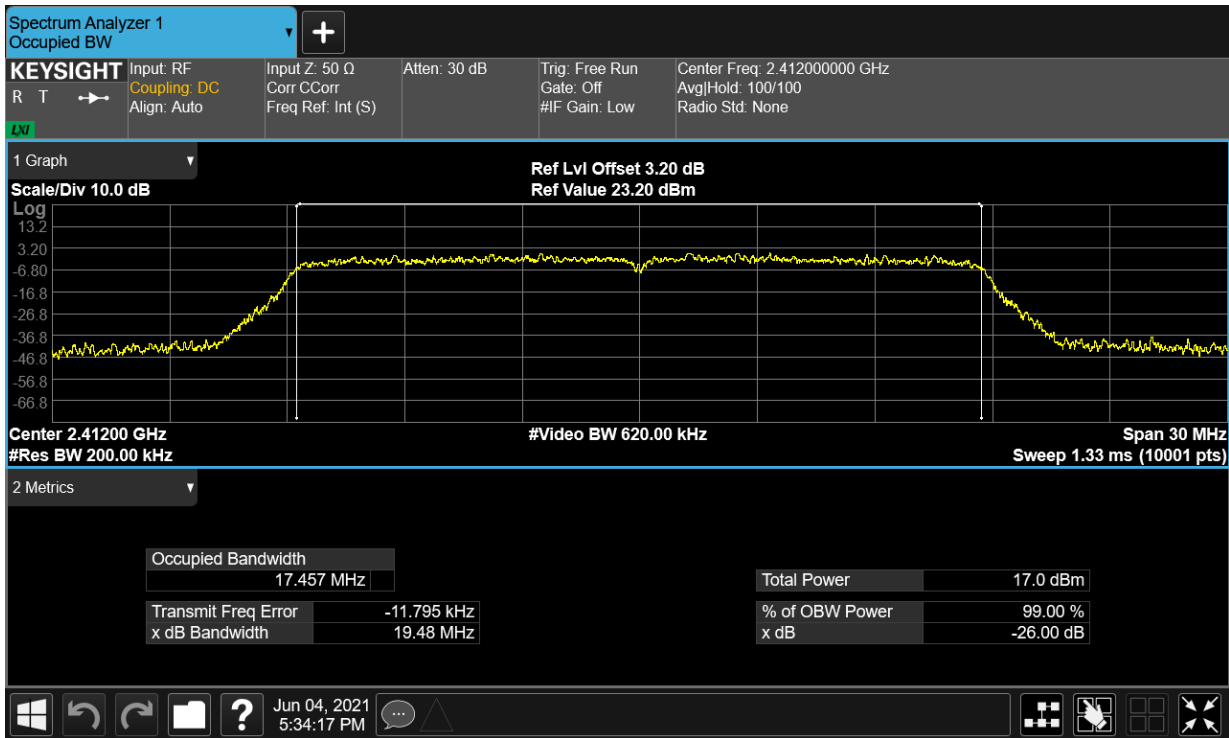 Spectrum Analyzer 1
Occupied BW
▼
+
KEYSIGHT
R T
LXI
Input: RF
Coupling: DC
Align: Auto
Input Z: 50 Ω
Corr CCorr
Freq Ref: Int (S)
Atten: 30 dB
Trig: Free Run
Gate: Off
#IF Gain: Low
Center Freq: 2.412000000 GHz
Avg|Hold: 100/100
Radio Std: None
1 Graph ▼
Scale/Div 10.0 dB
Ref Lvl Offset 3.20 dB
Ref Value 23.20 dBm
Log
13.2
3.20
-6.80
-16.8
-26.8
-36.8
-46.8
-56.8
-66.8
Center 2.41200 GHz
#Res BW 200.00 kHz
#Video BW 620.00 kHz
Span 30 MHz
Sweep 1.33 ms (10001 pts)
2 Metrics ▼
Occupied Bandwidth
17.457 MHz
Transmit Freq Error -11.795 kHz
x dB Bandwidth 19.48 MHz
Total Power 17.0 dBm
% of OBW Power 99.00 %
x dB -26.00 dB
?
Jun 04, 2021
5:34:17 PM